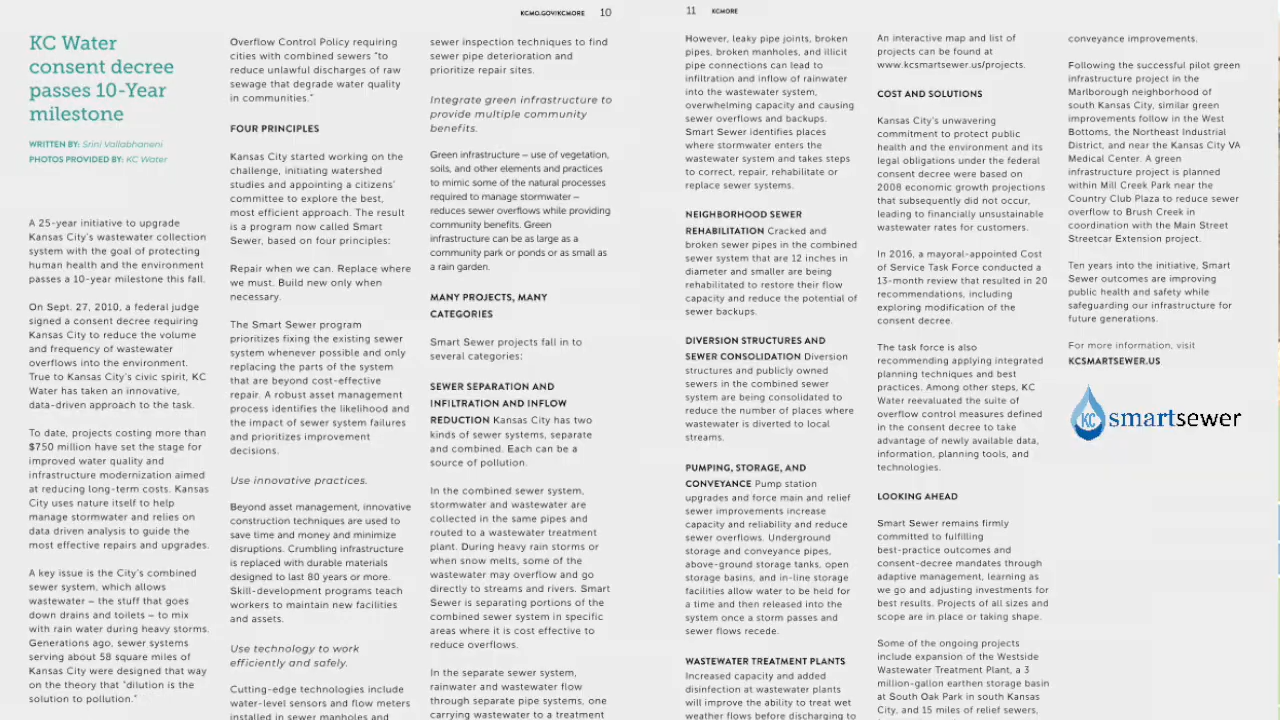 KCMO.GOV/KCMORE 10
KC Water
consent decree
passes 10-Year
milestone
WRITTEN BY: Srini Vallabhaneni
PHOTOS PROVIDED BY: KC Water
A 25-year initiative to upgrade
Kansas City's wastewater collection
system with the goal of protecting
human health and the environment
passes a 10-year milestone this fall.
On Sept. 27, 2010, a federal judge
signed a consent decree requiring
Kansas City to reduce the volume
and frequency of wastewater
overflows into the environment.
True to Kansas City's civic spirit, KC
Water has taken an innovative,
data-driven approach to the task.
To date, projects costing more than
$750 million have set the stage for
improved water quality and
infrastructure modernization aimed
at reducing long-term costs. Kansas
City uses nature itself to help
manage stormwater and relies on
data driven analysis to guide the
most effective repairs and upgrades.
A key issue is the City's combined
sewer system, which allows
wastewater – the stuff that goes
down drains and toilets – to mix
with rain water during heavy storms.
Generations ago, sewer systems
serving about 58 square miles of
Kansas City were designed that way
on the theory that "dilution is the
solution to pollution."
Overflow Control Policy requiring
cities with combined sewers "to
reduce unlawful discharges of raw
sewage that degrade water quality
in communities."
FOUR PRINCIPLES
Kansas City started working on the
challenge, initiating watershed
studies and appointing a citizens'
committee to explore the best,
most efficient approach. The result
is a program now called Smart
Sewer, based on four principles:
Repair when we can. Replace where
we must. Build new only when
necessary.
The Smart Sewer program
prioritizes fixing the existing sewer
system whenever possible and only
replacing the parts of the system
that are beyond cost-effective
repair. A robust asset management
process identifies the likelihood and
the impact of sewer system failures
and prioritizes improvement
decisions.
Use innovative practices.
Beyond asset management, innovative
construction techniques are used to
save time and money and minimize
disruptions. Crumbling infrastructure
is replaced with durable materials
designed to last 80 years or more.
Skill-development programs teach
workers to maintain new facilities
and assets.
Use technology to work
efficiently and safely.
Cutting-edge technologies include
water-level sensors and flow meters
installed in sewer manholes and
sewer inspection techniques to find
sewer pipe deterioration and
prioritize repair sites.
Integrate green infrastructure to
provide multiple community
benefits.
Green infrastructure – use of vegetation,
soils, and other elements and practices
to mimic some of the natural processes
required to manage stormwater –
reduces sewer overflows while providing
community benefits. Green
infrastructure can be as large as a
community park or ponds or as small as
a rain garden.
MANY PROJECTS, MANY
CATEGORIES
Smart Sewer projects fall in to
several categories:
SEWER SEPARATION AND
INFILTRATION AND INFLOW
REDUCTION Kansas City has two
kinds of sewer systems, separate
and combined. Each can be a
source of pollution.
In the combined sewer system,
stormwater and wastewater are
collected in the same pipes and
routed to a wastewater treatment
plant. During heavy rain storms or
when snow melts, some of the
wastewater may overflow and go
directly to streams and rivers. Smart
Sewer is separating portions of the
combined sewer system in specific
areas where it is cost effective to
reduce overflows.
In the separate sewer system,
rainwater and wastewater flow
through separate pipe systems, one
carrying wastewater to a treatment
11 KCMORE
However, leaky pipe joints, broken
pipes, broken manholes, and illicit
pipe connections can lead to
infiltration and inflow of rainwater
into the wastewater system,
overwhelming capacity and causing
sewer overflows and backups.
Smart Sewer identifies places
where stormwater enters the
wastewater system and takes steps
to correct, repair, rehabilitate or
replace sewer systems.
NEIGHBORHOOD SEWER
REHABILITATION Cracked and
broken sewer pipes in the combined
sewer system that are 12 inches in
diameter and smaller are being
rehabilitated to restore their flow
capacity and reduce the potential of
sewer backups.
DIVERSION STRUCTURES AND
SEWER CONSOLIDATION Diversion
structures and publicly owned
sewers in the combined sewer
system are being consolidated to
reduce the number of places where
wastewater is diverted to local
streams.
PUMPING, STORAGE, AND
CONVEYANCE Pump station
upgrades and force main and relief
sewer improvements increase
capacity and reliability and reduce
sewer overflows. Underground
storage and conveyance pipes,
above-ground storage tanks, open
storage basins, and in-line storage
facilities allow water to be held for
a time and then released into the
system once a storm passes and
sewer flows recede.
WASTEWATER TREATMENT PLANTS
Increased capacity and added
disinfection at wastewater plants
will improve the ability to treat wet
weather flows before discharging to
An interactive map and list of
projects can be found at
www.kcsmartsewer.us/projects.
COST AND SOLUTIONS
Kansas City's unwavering
commitment to protect public
health and the environment and its
legal obligations under the federal
consent decree were based on
2008 economic growth projections
that subsequently did not occur,
leading to financially unsustainable
wastewater rates for customers.
In 2016, a mayoral-appointed Cost
of Service Task Force conducted a
13-month review that resulted in 20
recommendations, including
exploring modification of the
consent decree.
The task force is also
recommending applying integrated
planning techniques and best
practices. Among other steps, KC
Water reevaluated the suite of
overflow control measures defined
in the consent decree to take
advantage of newly available data,
information, planning tools, and
technologies.
LOOKING AHEAD
Smart Sewer remains firmly
committed to fulfilling
best-practice outcomes and
consent-decree mandates through
adaptive management, learning as
we go and adjusting investments for
best results. Projects of all sizes and
scope are in place or taking shape.
Some of the ongoing projects
include expansion of the Westside
Wastewater Treatment Plant, a 3
million-gallon earthen storage basin
at South Oak Park in south Kansas
City, and 15 miles of relief sewers,
conveyance improvements.
Following the successful pilot green
infrastructure project in the
Marlborough neighborhood of
south Kansas City, similar green
improvements follow in the West
Bottoms, the Northeast Industrial
District, and near the Kansas City VA
Medical Center. A green
infrastructure project is planned
within Mill Creek Park near the
Country Club Plaza to reduce sewer
overflow to Brush Creek in
coordination with the Main Street
Streetcar Extension project.
Ten years into the initiative, Smart
Sewer outcomes are improving
public health and safety while
safeguarding our infrastructure for
future generations.
For more information, visit
KCSMARTSEWER.US
KC smartsewer